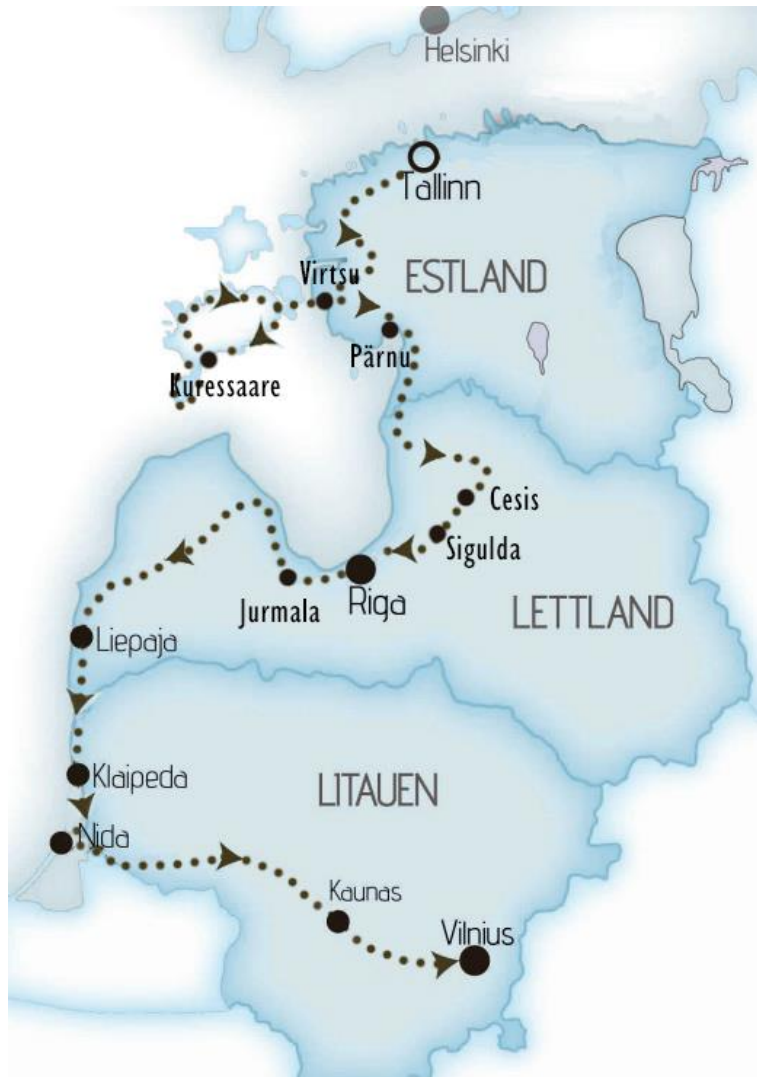 Helsinki
Tallinn
ESTLAND
Virtsu
Pärnu
Kuressaare
Cesis
Sigulda
Riga
Jurmala
LETTLAND
Liepaja
Klaipeda
LITAUEN
Nida
Kaunas
Vilnius